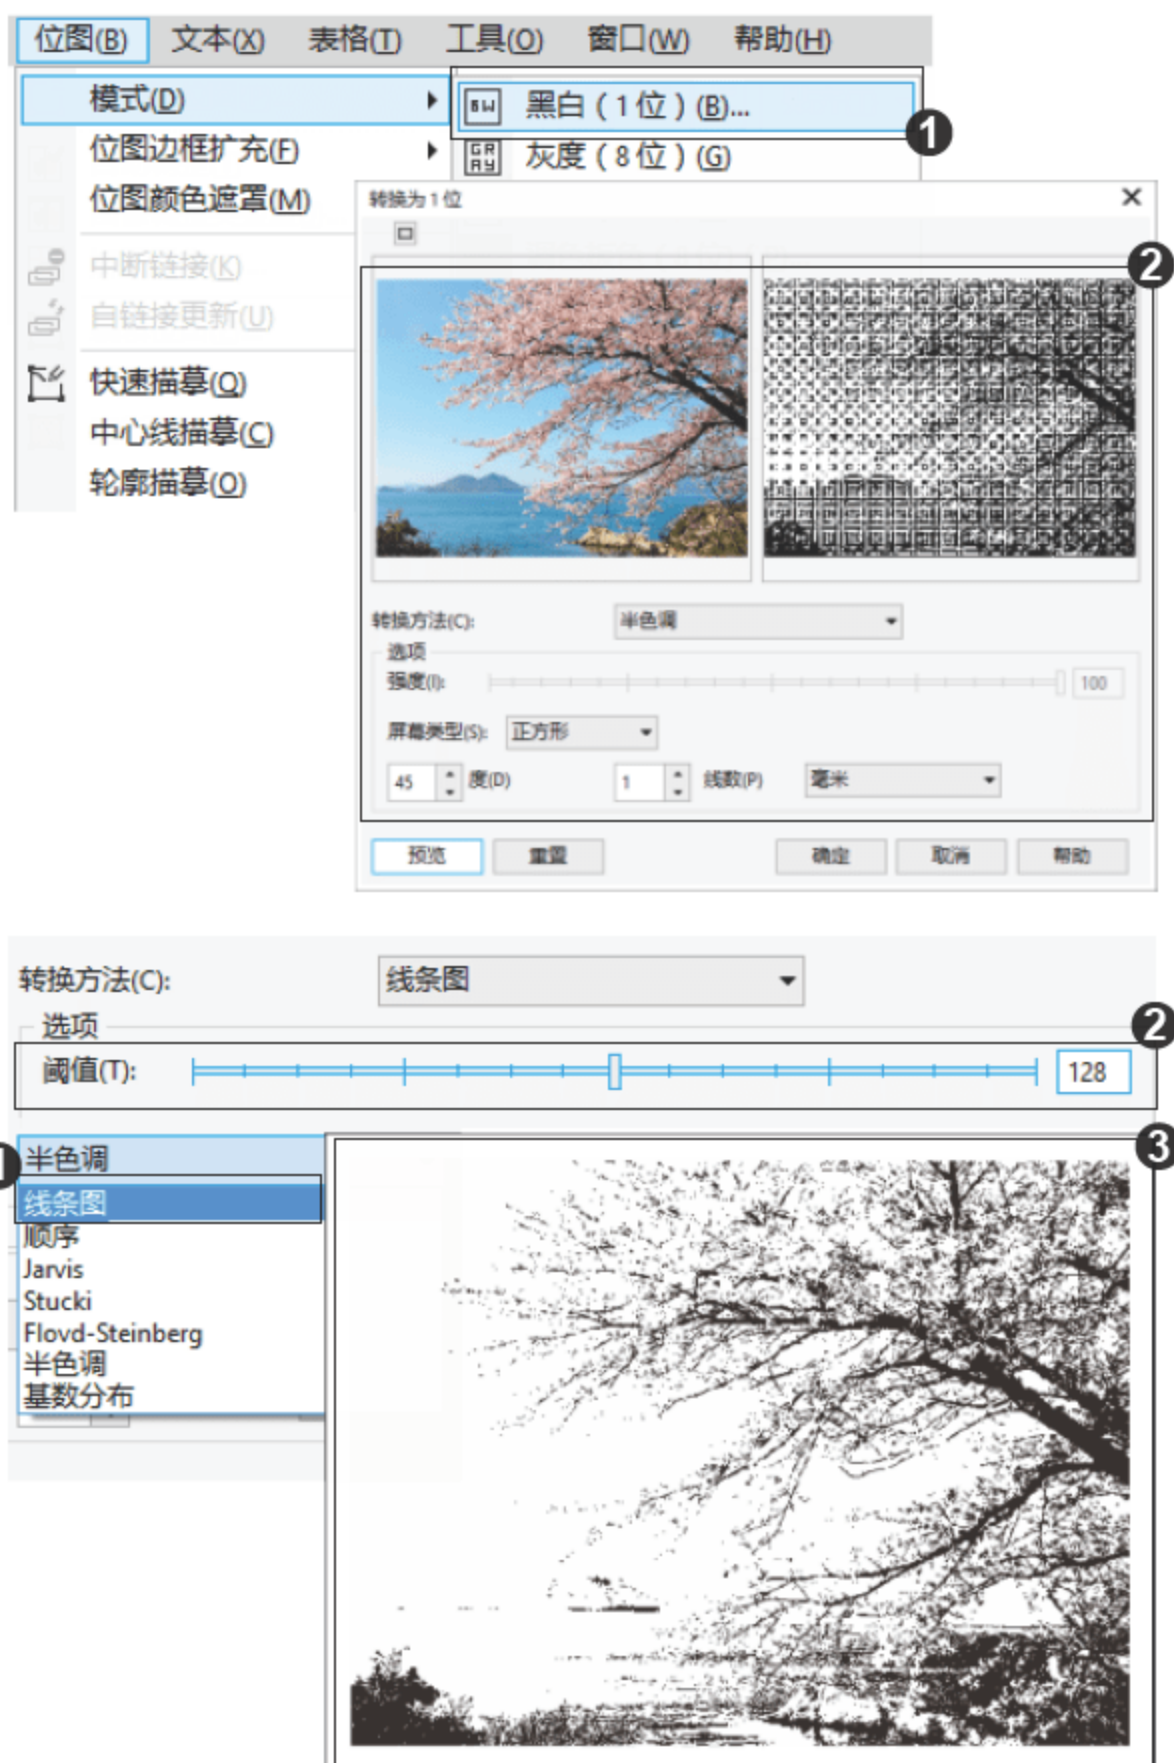 位图(B) 文本(X) 表格(T) 工具(O) 窗口(W) 帮助(H)
模式(D)
黑白（1位）(B)...
1
位图边框扩充(F)
灰度（8位）(G)
位图颜色遮罩(M)
转换为1位
中断链接(K)
自链接更新(U)
快速描摹(Q)
中心线描摹(C)
轮廓描摹(O)
2
转换方法(C): 半色调
选项
强度(I): 100
屏幕类型(S): 正方形
45 度(D) 1 线数(P) 毫米
预览 重置 确定 取消 帮助
转换方法(C): 线条图
选项
2
阈值(T): 128
1
半色调
线条图
顺序
Jarvis
Stucki
Floyd-Steinberg
半色调
基数分布
3